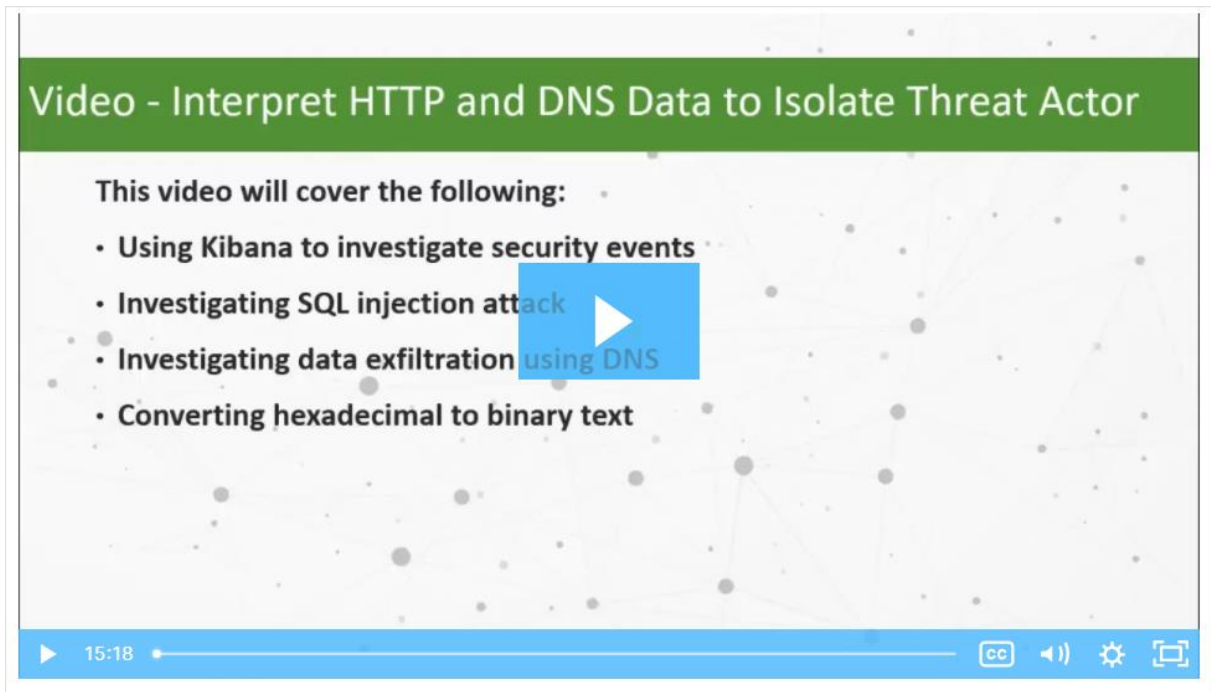 Video - Interpret HTTP and DNS Data to Isolate Threat Actor
This video will cover the following:
• Using Kibana to investigate security events
• Investigating SQL injection attack
• Investigating data exfiltration using DNS
• Converting hexadecimal to binary text
15:18
CC